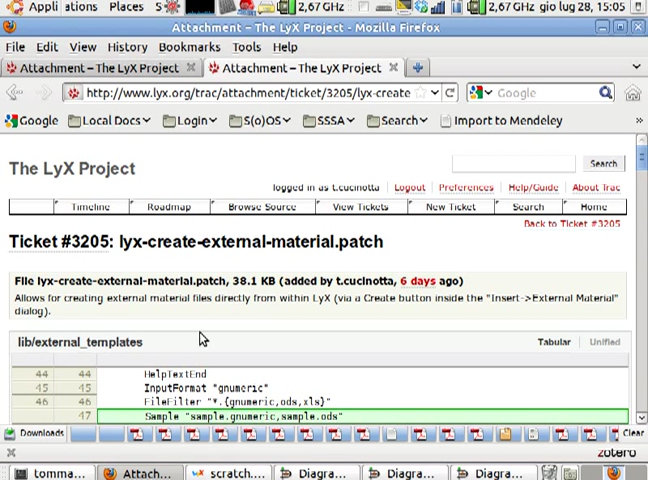 Appli ations Places 2,67 GHz 2,67 GHz gio lug 28, 15:05
Attachment – The LyX Project - Mozilla Firefox
File Edit View History Bookmarks Tools Help
Attachment – The LyX Project Attachment – The LyX Project
http://www.lyx.org/trac/attachment/ticket/3205/lyx-create Google
Google Local Docs Login S(o)OS SSSA Search Import to Mendeley »
The LyX Project Search
logged in as t.cucinotta Logout Preferences Help/Guide About Trac
Timeline Roadmap Browse Source View Tickets New Ticket Search Home
Back to Ticket #3205
Ticket #3205: lyx-create-external-material.patch
File lyx-create-external-material.patch, 38.1 KB (added by t.cucinotta, 6 days ago)
Allows for creating external material files directly from within LyX (via a Create button inside the "Insert->External Material"
dialog).
lib/external_templates Tabular Unified
44 44 HelpTextEnd
45 45 InputFormat "gnumeric"
46 46 FileFilter "*.{gnumeric,ods,xls}"
47 Sample "sample.gnumeric,sample.ods"
Downloads Clear
zotero
tomma... Attach... scratch.... Diagra... Diagra... Diagra...